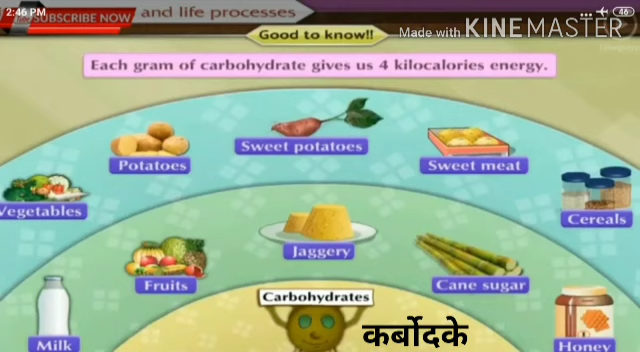 2:46 PM
46
SUBSCRIBE NOW
and life processes
Made with KINEMASTER
Good to know!!
Each gram of carbohydrate gives us 4 kilocalories energy.
Potatoes
Sweet potatoes
Sweet meat
Vegetables
Cereals
Jaggery
Fruits
Cane sugar
Carbohydrates
Milk
कर्बोदके
Honey